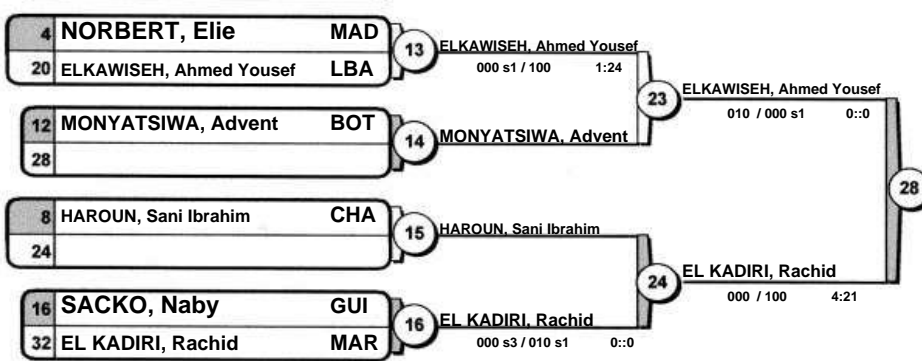 4 NORBERT, Elie MAD
20 ELKAWISEH, Ahmed Yousef LBA
13
ELKAWISEH, Ahmed Yousef
000 s1 / 100 1:24
12 MONYATSIWA, Advent BOT
28
14
MONYATSIWA, Advent
23
ELKAWISEH, Ahmed Yousef
010 / 000 s1 0::0
8 HAROUN, Sani Ibrahim CHA
24
15
HAROUN, Sani Ibrahim
16 SACKO, Naby GUI
32 EL KADIRI, Rachid MAR
16
EL KADIRI, Rachid
000 s3 / 010 s1 0::0
24
EL KADIRI, Rachid
000 / 100 4:21
28